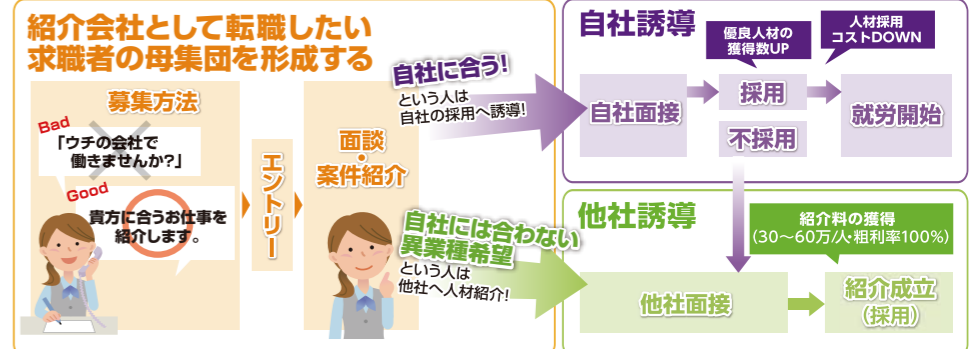 紹介会社として転職したい
求職者の母集団を形成する
募集方法
Bad
「ウチの会社で
働きませんか?」
Good
貴方に合うお仕事を
紹介します。
エントリー
面談
・
案件紹介
自社に合う!
という人は
自社の採用へ誘導!
自社には合わない
異業種希望
という人は
他社へ人材紹介!
自社誘導
優良人材の
獲得数UP
人材採用
コストDOWN
自社面接
採用
不採用
就労開始
他社誘導
紹介料の獲得
(30〜60万/人・粗利率100%)
他社面接
紹介成立
(採用)